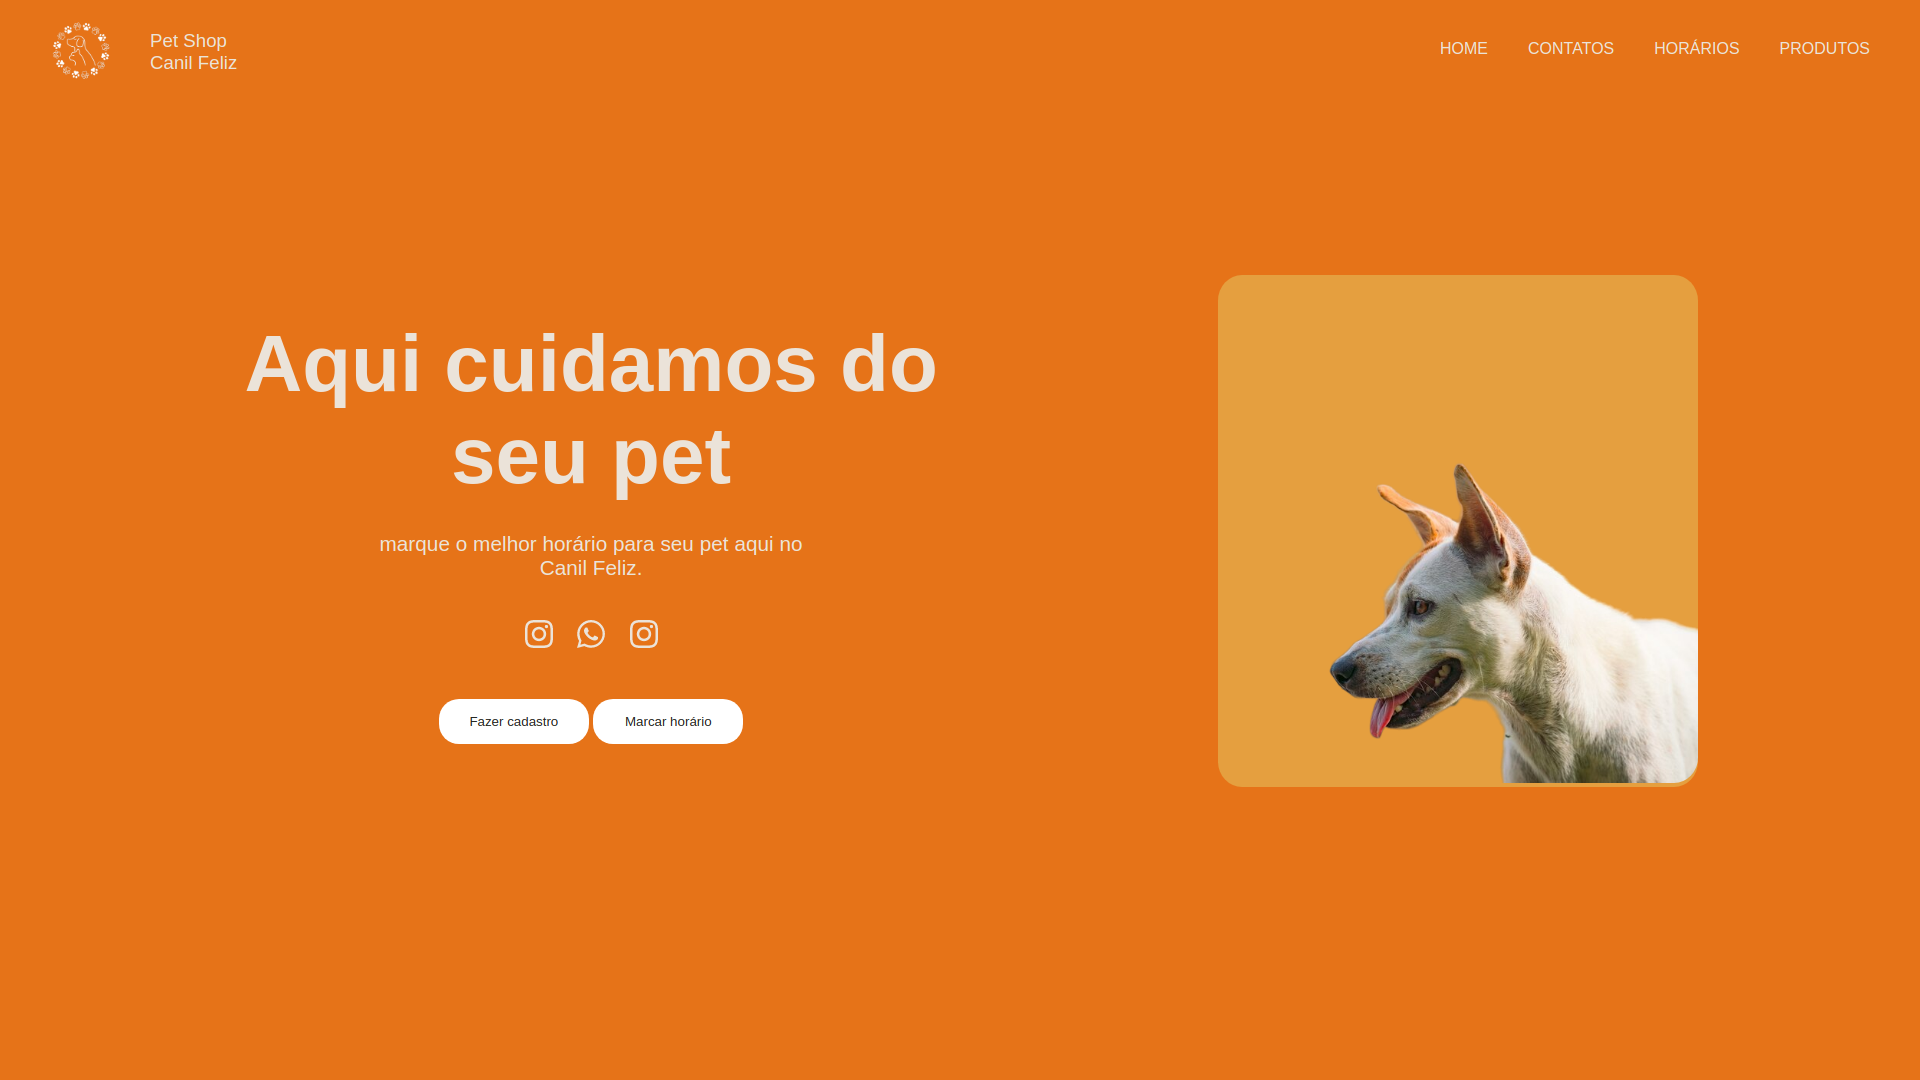 Pet Shop
Canil Feliz
HOME CONTATOS HORÁRIOS PRODUTOS
Aqui cuidamos do
seu pet
marque o melhor horário para seu pet aqui no
Canil Feliz.
Fazer cadastro Marcar horário